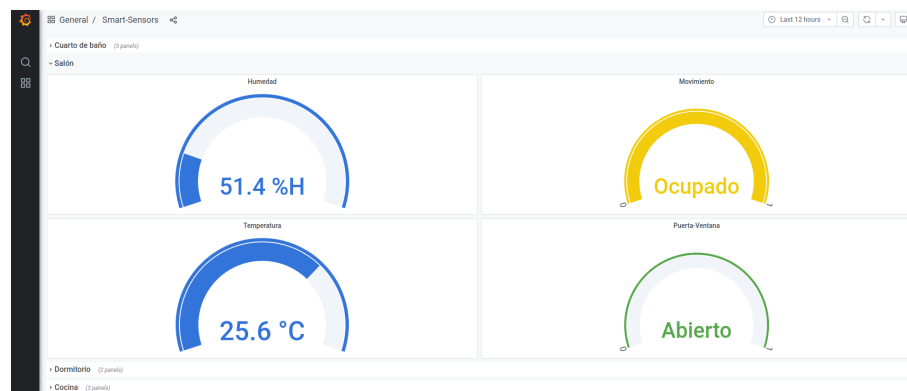 General / Smart-Sensors
Last 12 hours
Cuarto de baño (3 panels)
Salón
Humedad
51.4 %H
Movimiento
Ocupado
0
1
Temperatura
25.6 °C
Puerta-Ventana
Abierto
0
1
Dormitorio (2 panels)
Cocina (3 panels)